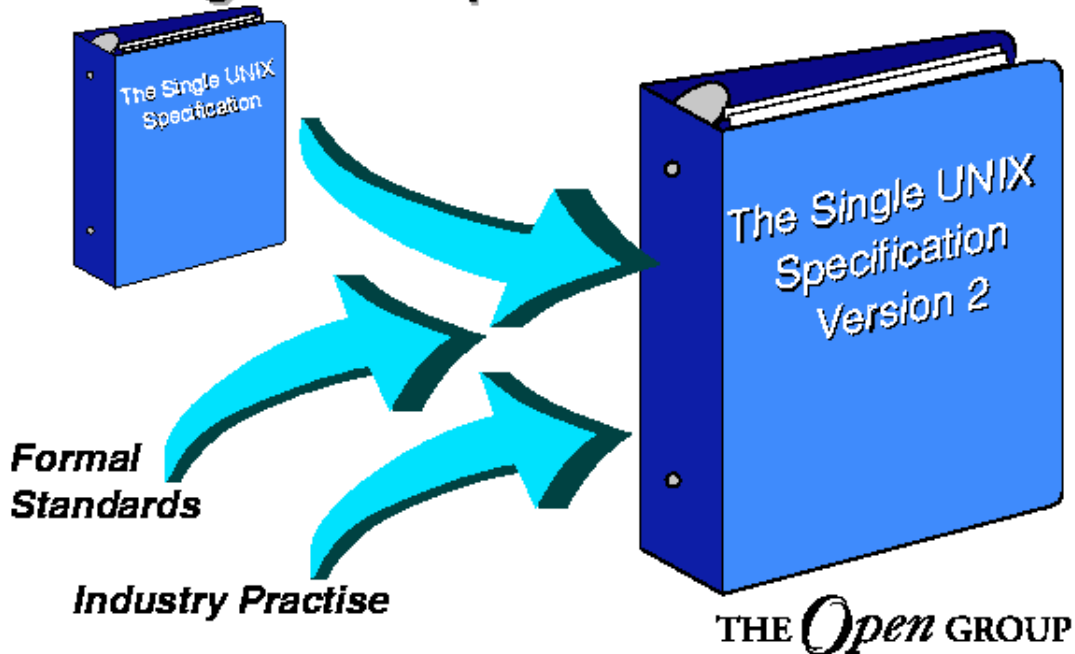 The Single UNIX
Specification
The Single UNIX
Specification
Version 2
Formal
Standards
Industry Practise
THE Open GROUP